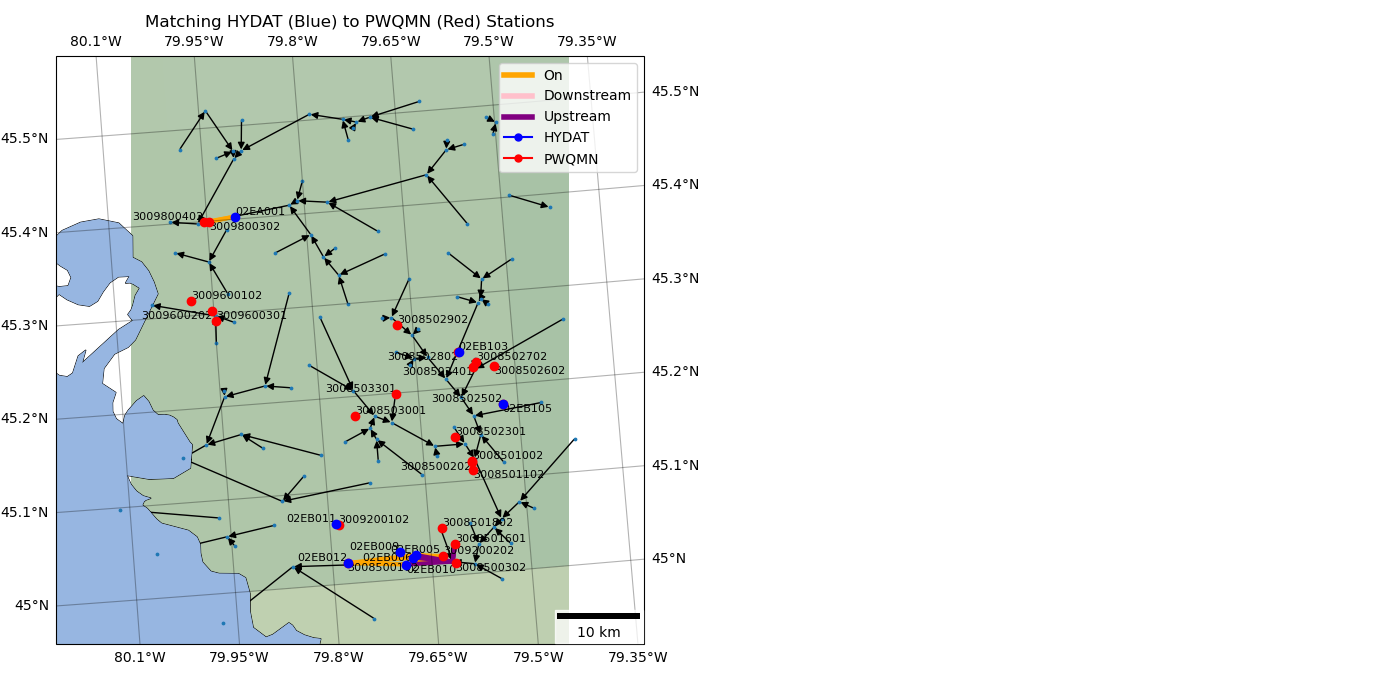 Matching HYDAT (Blue) to PWQMN (Red) Stations
80.1°W 79.95°W 79.8°W 79.65°W 79.5°W 79.35°W
On
Downstream
Upstream
HYDAT
PWQMN
45.5°N
45.5°N
45.4°N
45.4°N
45.3°N
45.3°N
45.2°N
45.2°N
45.1°N
45.1°N
45°N
45°N
3009800402
02EA001
3009800302
3009600102
3009600202
3009600301
3008502902
02EB103
3008502802
3008502702
3008502401
3008502602
3008503301
3008502502
02EB105
3008503001
3008502301
3008501002
3008500202
3008501102
02EB011
3009200102
3008501802
3008501601
02EB009
02EB005
3009200202
02EB012
02EB010
3008500302
10 km
80.1°W 79.95°W 79.8°W 79.65°W 79.5°W 79.35°W